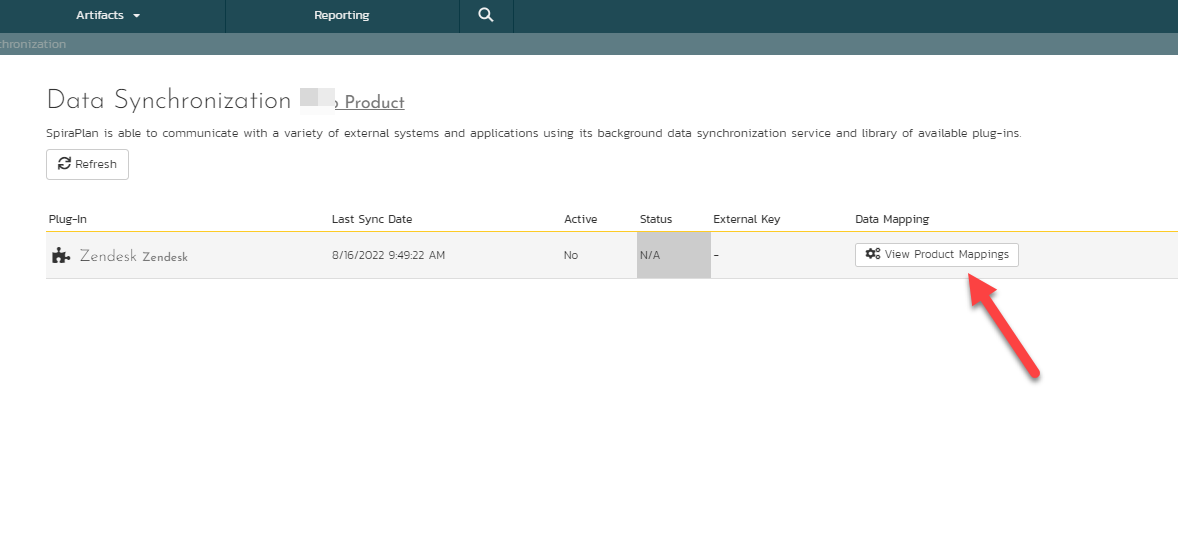 Artifacts
Reporting
chronization
Data Synchronization Product
SpiraPlan is able to communicate with a variety of external systems and applications using its background data synchronization service and library of available plug-ins.
Refresh
Plug-In Last Sync Date Active Status External Key Data Mapping
Zendesk Zendesk 8/16/2022 9:49:22 AM No N/A - View Product Mappings